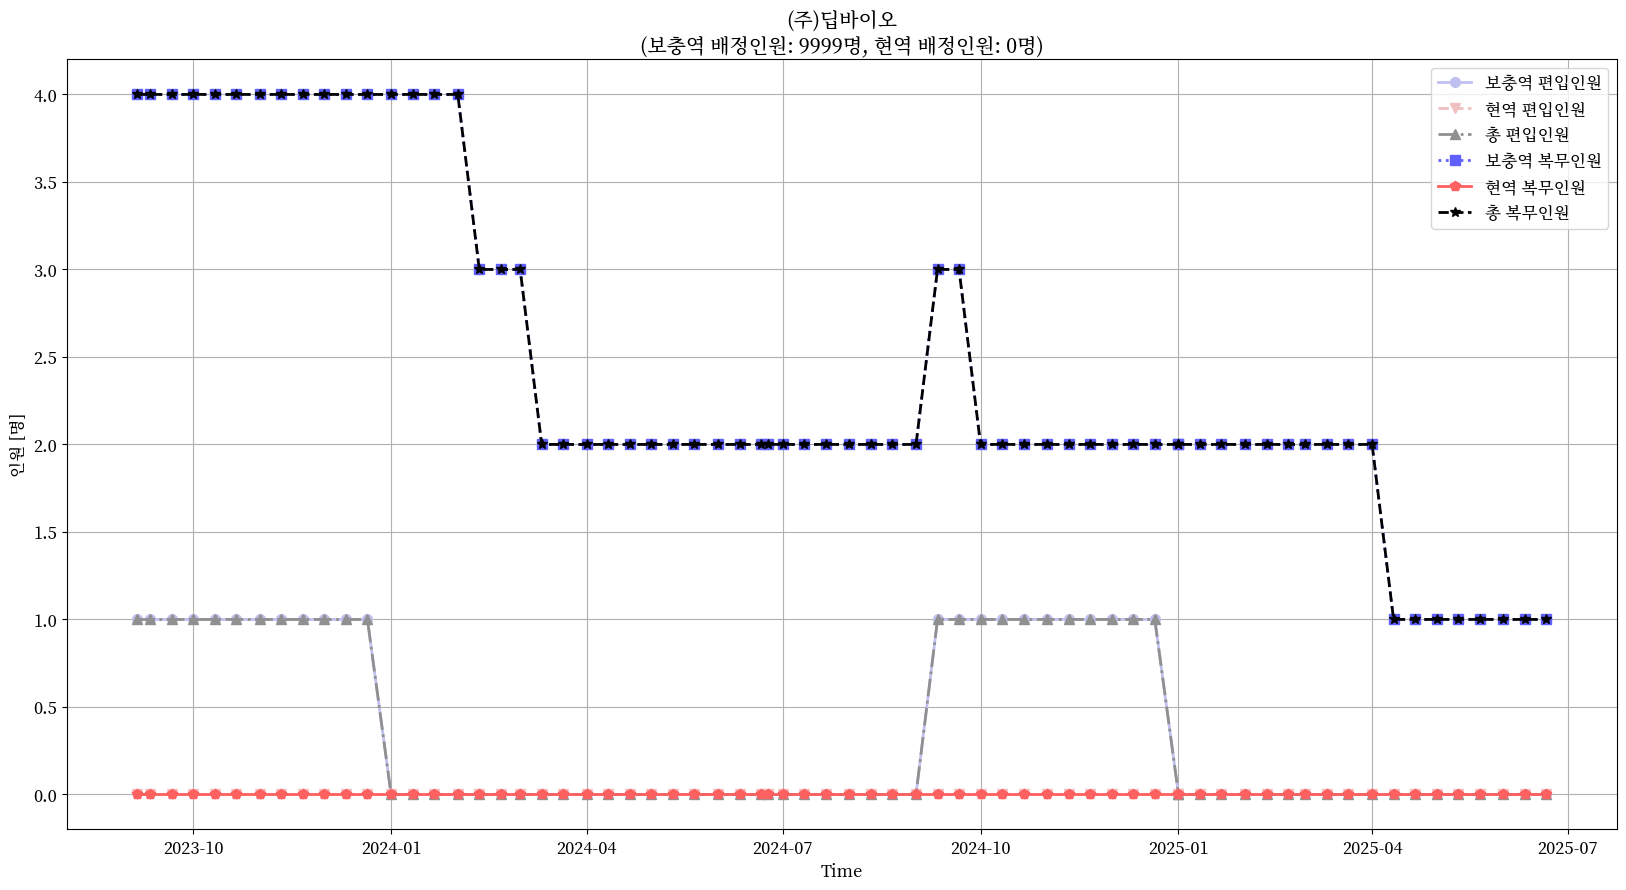 (주)딥바이오
(보충역 배정인원: 9999명, 현역 배정인원: 0명)
보충역 편입인원
현역 편입인원
총 편입인원
보충역 복무인원
현역 복무인원
총 복무인원
인원 [명]
4.0
3.5
3.0
2.5
2.0
1.5
1.0
0.5
0.0
2023-10 2024-01 2024-04 2024-07 2024-10 2025-01 2025-04 2025-07
Time